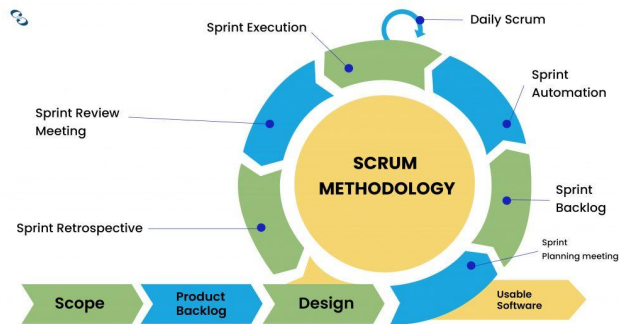 Daily Scrum
Sprint Execution
Sprint
Automation
Sprint Review
Meeting
SCRUM
METHODOLOGY
Sprint
Backlog
Sprint Retrospective
Sprint
Planning meeting
Scope
Product
Backlog
Design
Usable
Software